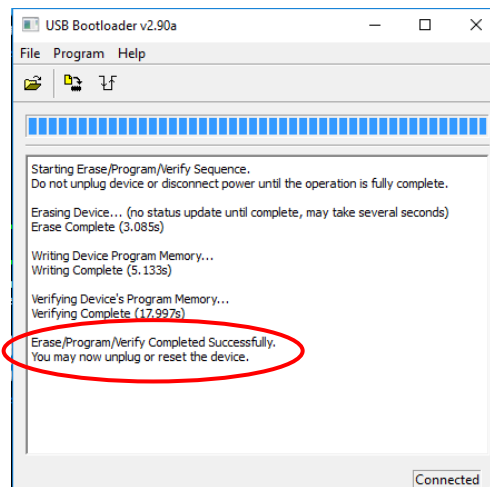 USB Bootloader v2.90a
File Program Help
Starting Erase/Program/Verify Sequence.
Do not unplug device or disconnect power until the operation is fully complete.
Erasing Device... (no status update until complete, may take several seconds)
Erase Complete (3.085s)
Writing Device Program Memory...
Writing Complete (5.133s)
Verifying Device's Program Memory...
Verifying Complete (17.997s)
Erase/Program/Verify Completed Successfully.
You may now unplug or reset the device.
Connected